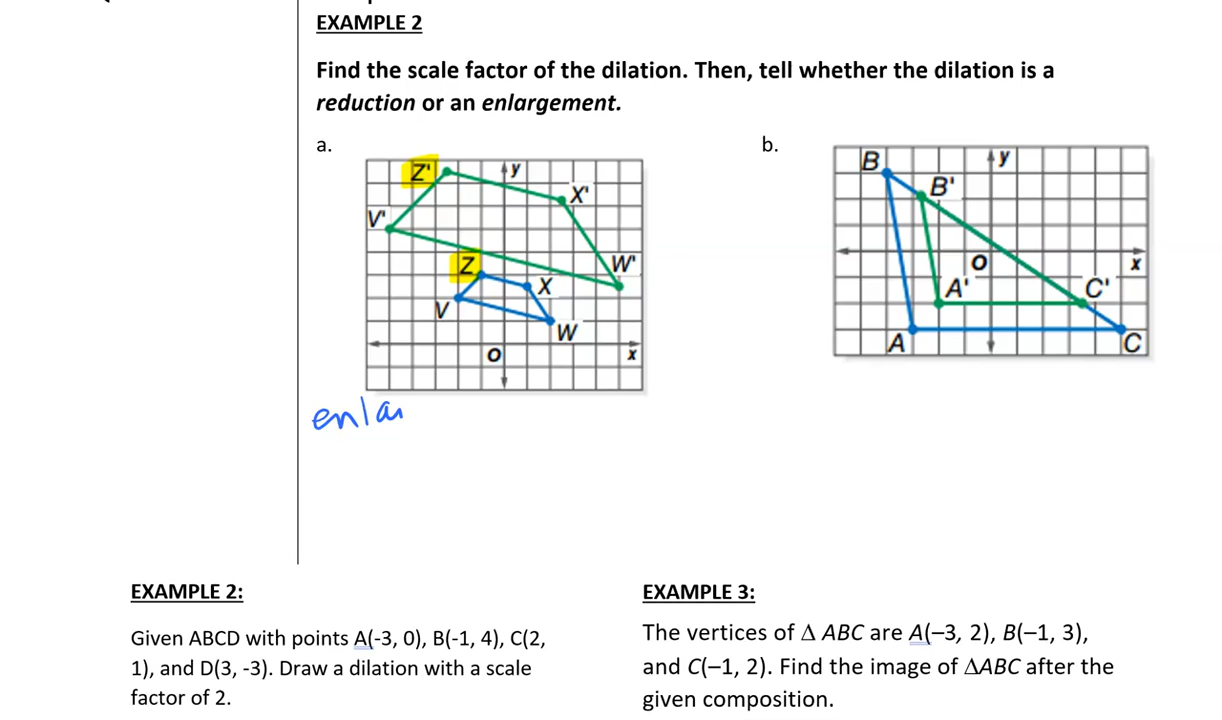 EXAMPLE 2
Find the scale factor of the dilation. Then, tell whether the dilation is a
reduction or an enlargement.
a.
Z'
y
X'
V'
W'
Z
X
V
W
O
x
enla
b.
B
y
B'
O
x
A'
C'
A
C
EXAMPLE 2:
Given ABCD with points A(-3, 0), B(-1, 4), C(2,
1), and D(3, -3). Draw a dilation with a scale
factor of 2.
EXAMPLE 3:
The vertices of Δ ABC are A(–3, 2), B(–1, 3),
and C(–1, 2). Find the image of ΔABC after the
given composition.